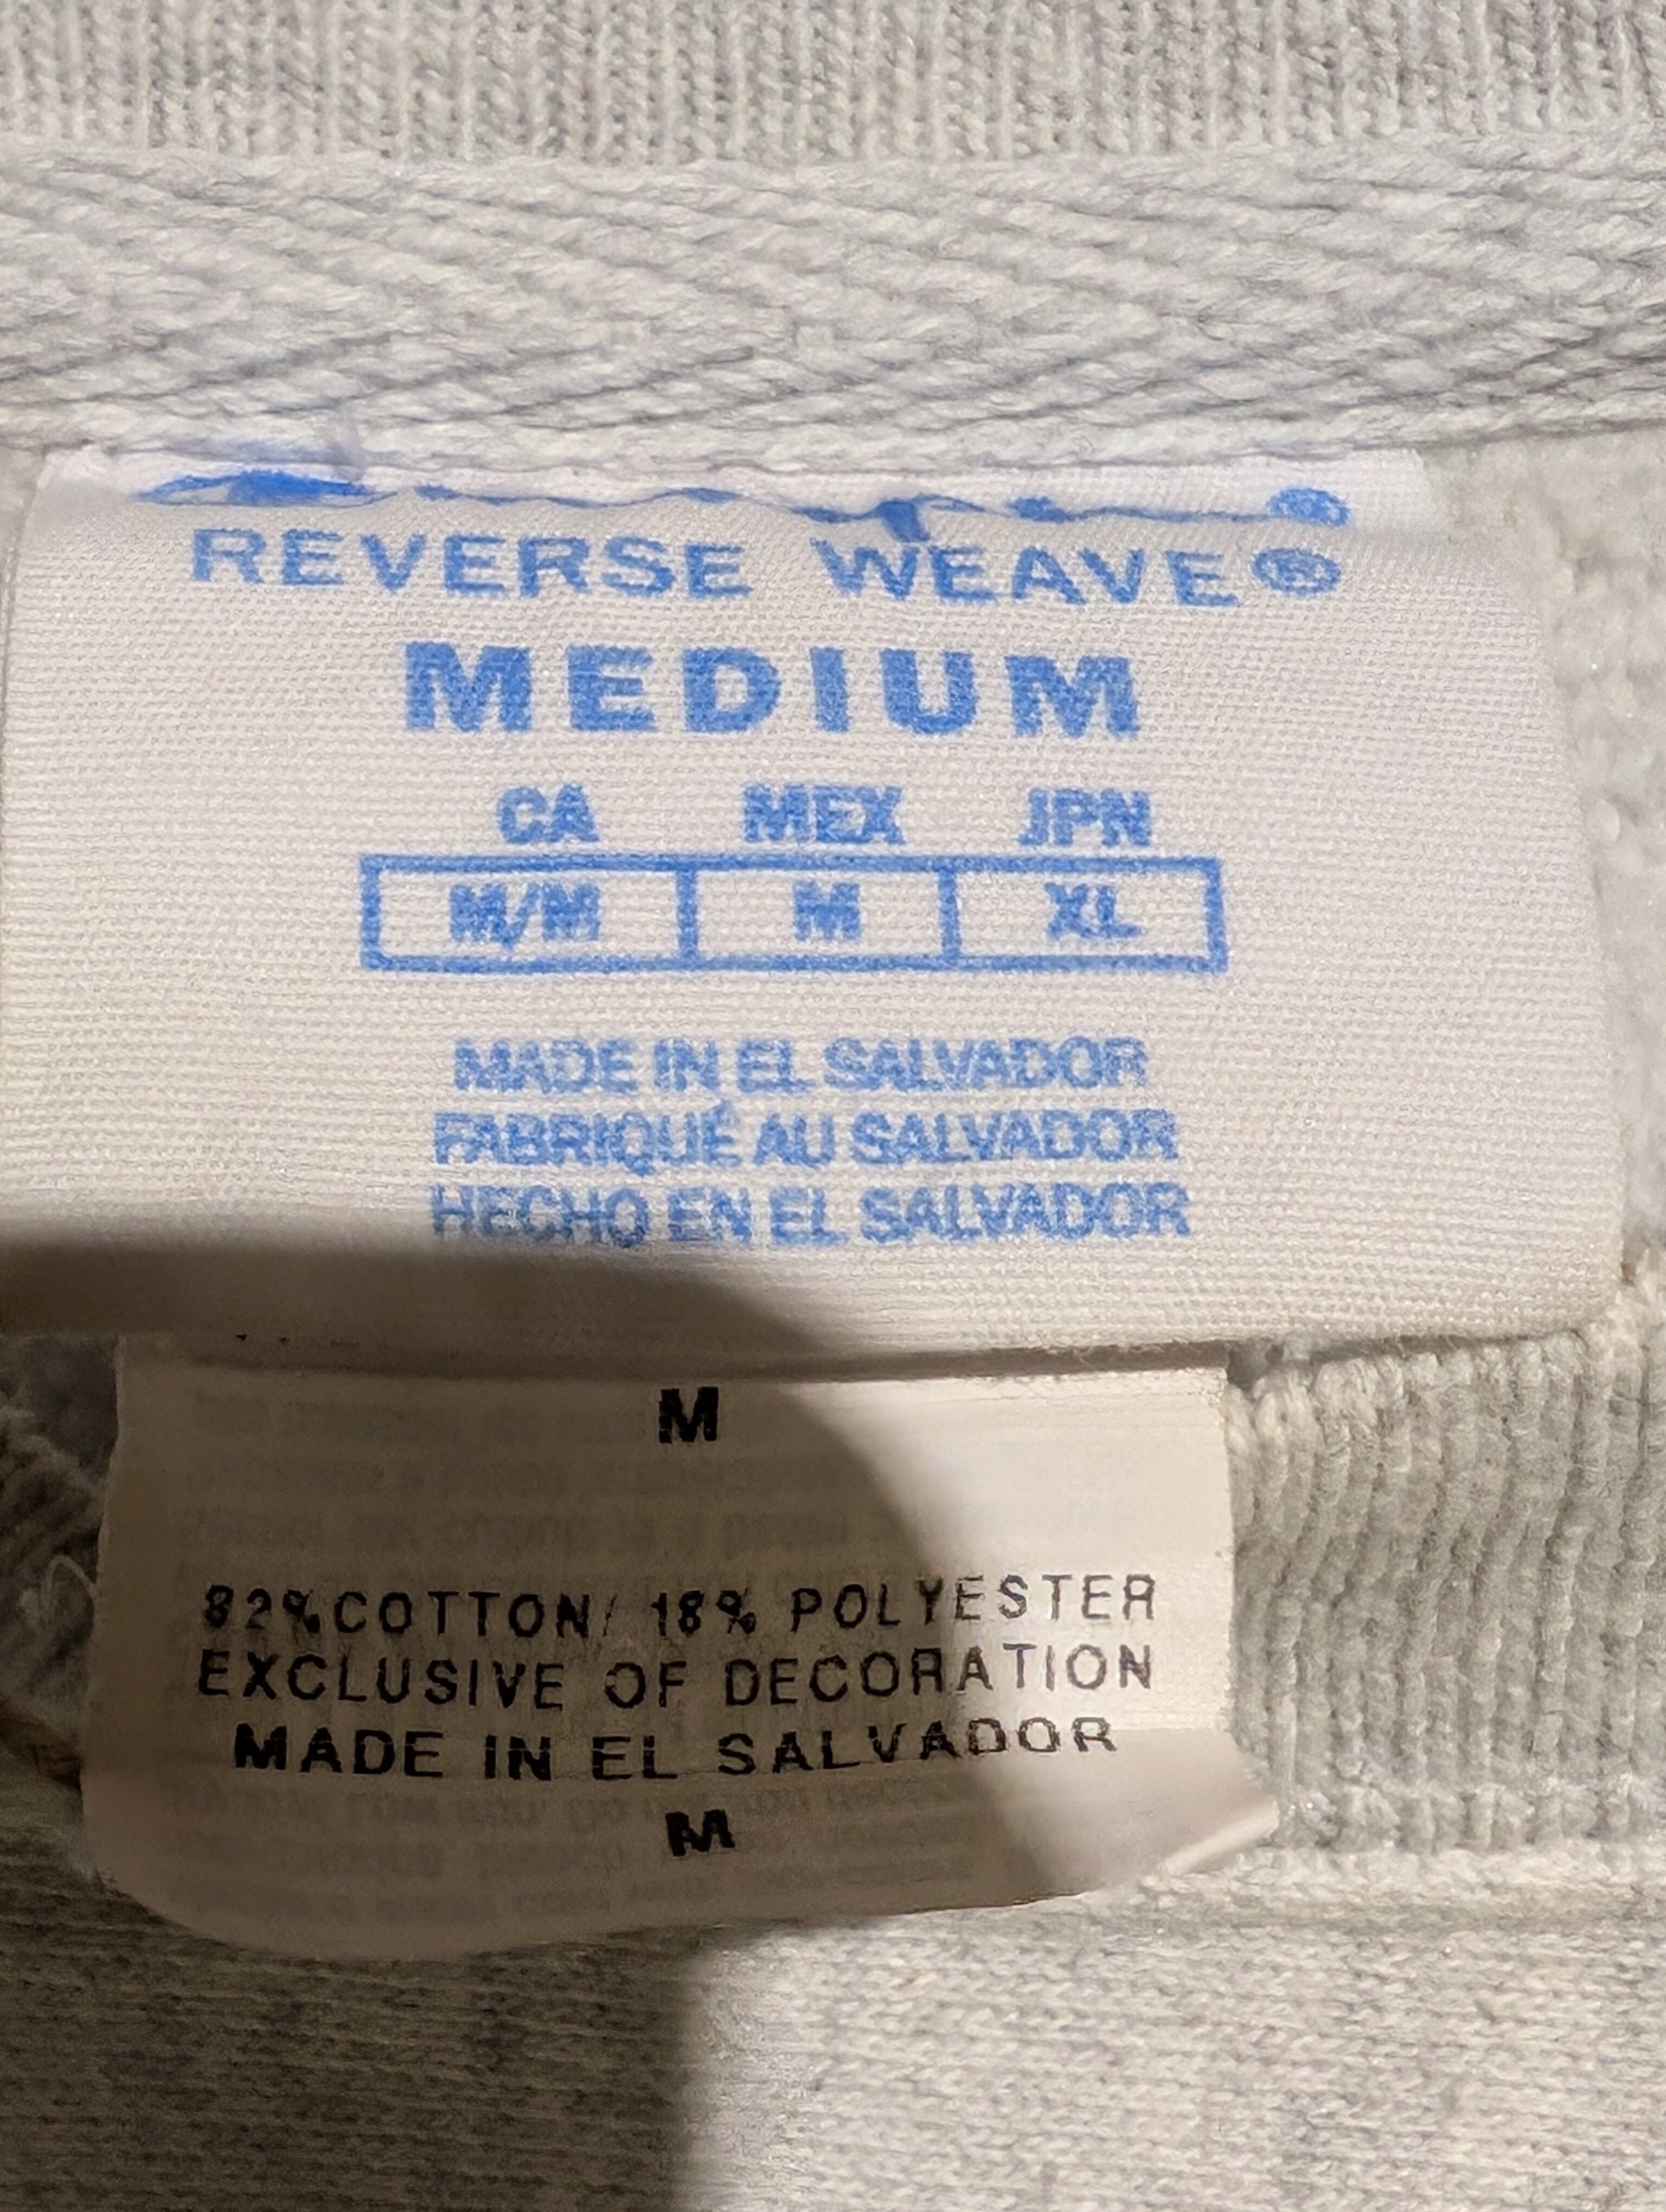 REVERSE WEAVE®
MEDIUM
CA MEX JPN
M/M M XL
MADE IN EL SALVADOR
FABRIQUÉ AU SALVADOR
HECHO EN EL SALVADOR
M
82%COTTON/ 18% POLYESTER
EXCLUSIVE OF DECORATION
MADE IN EL SALVADOR
M